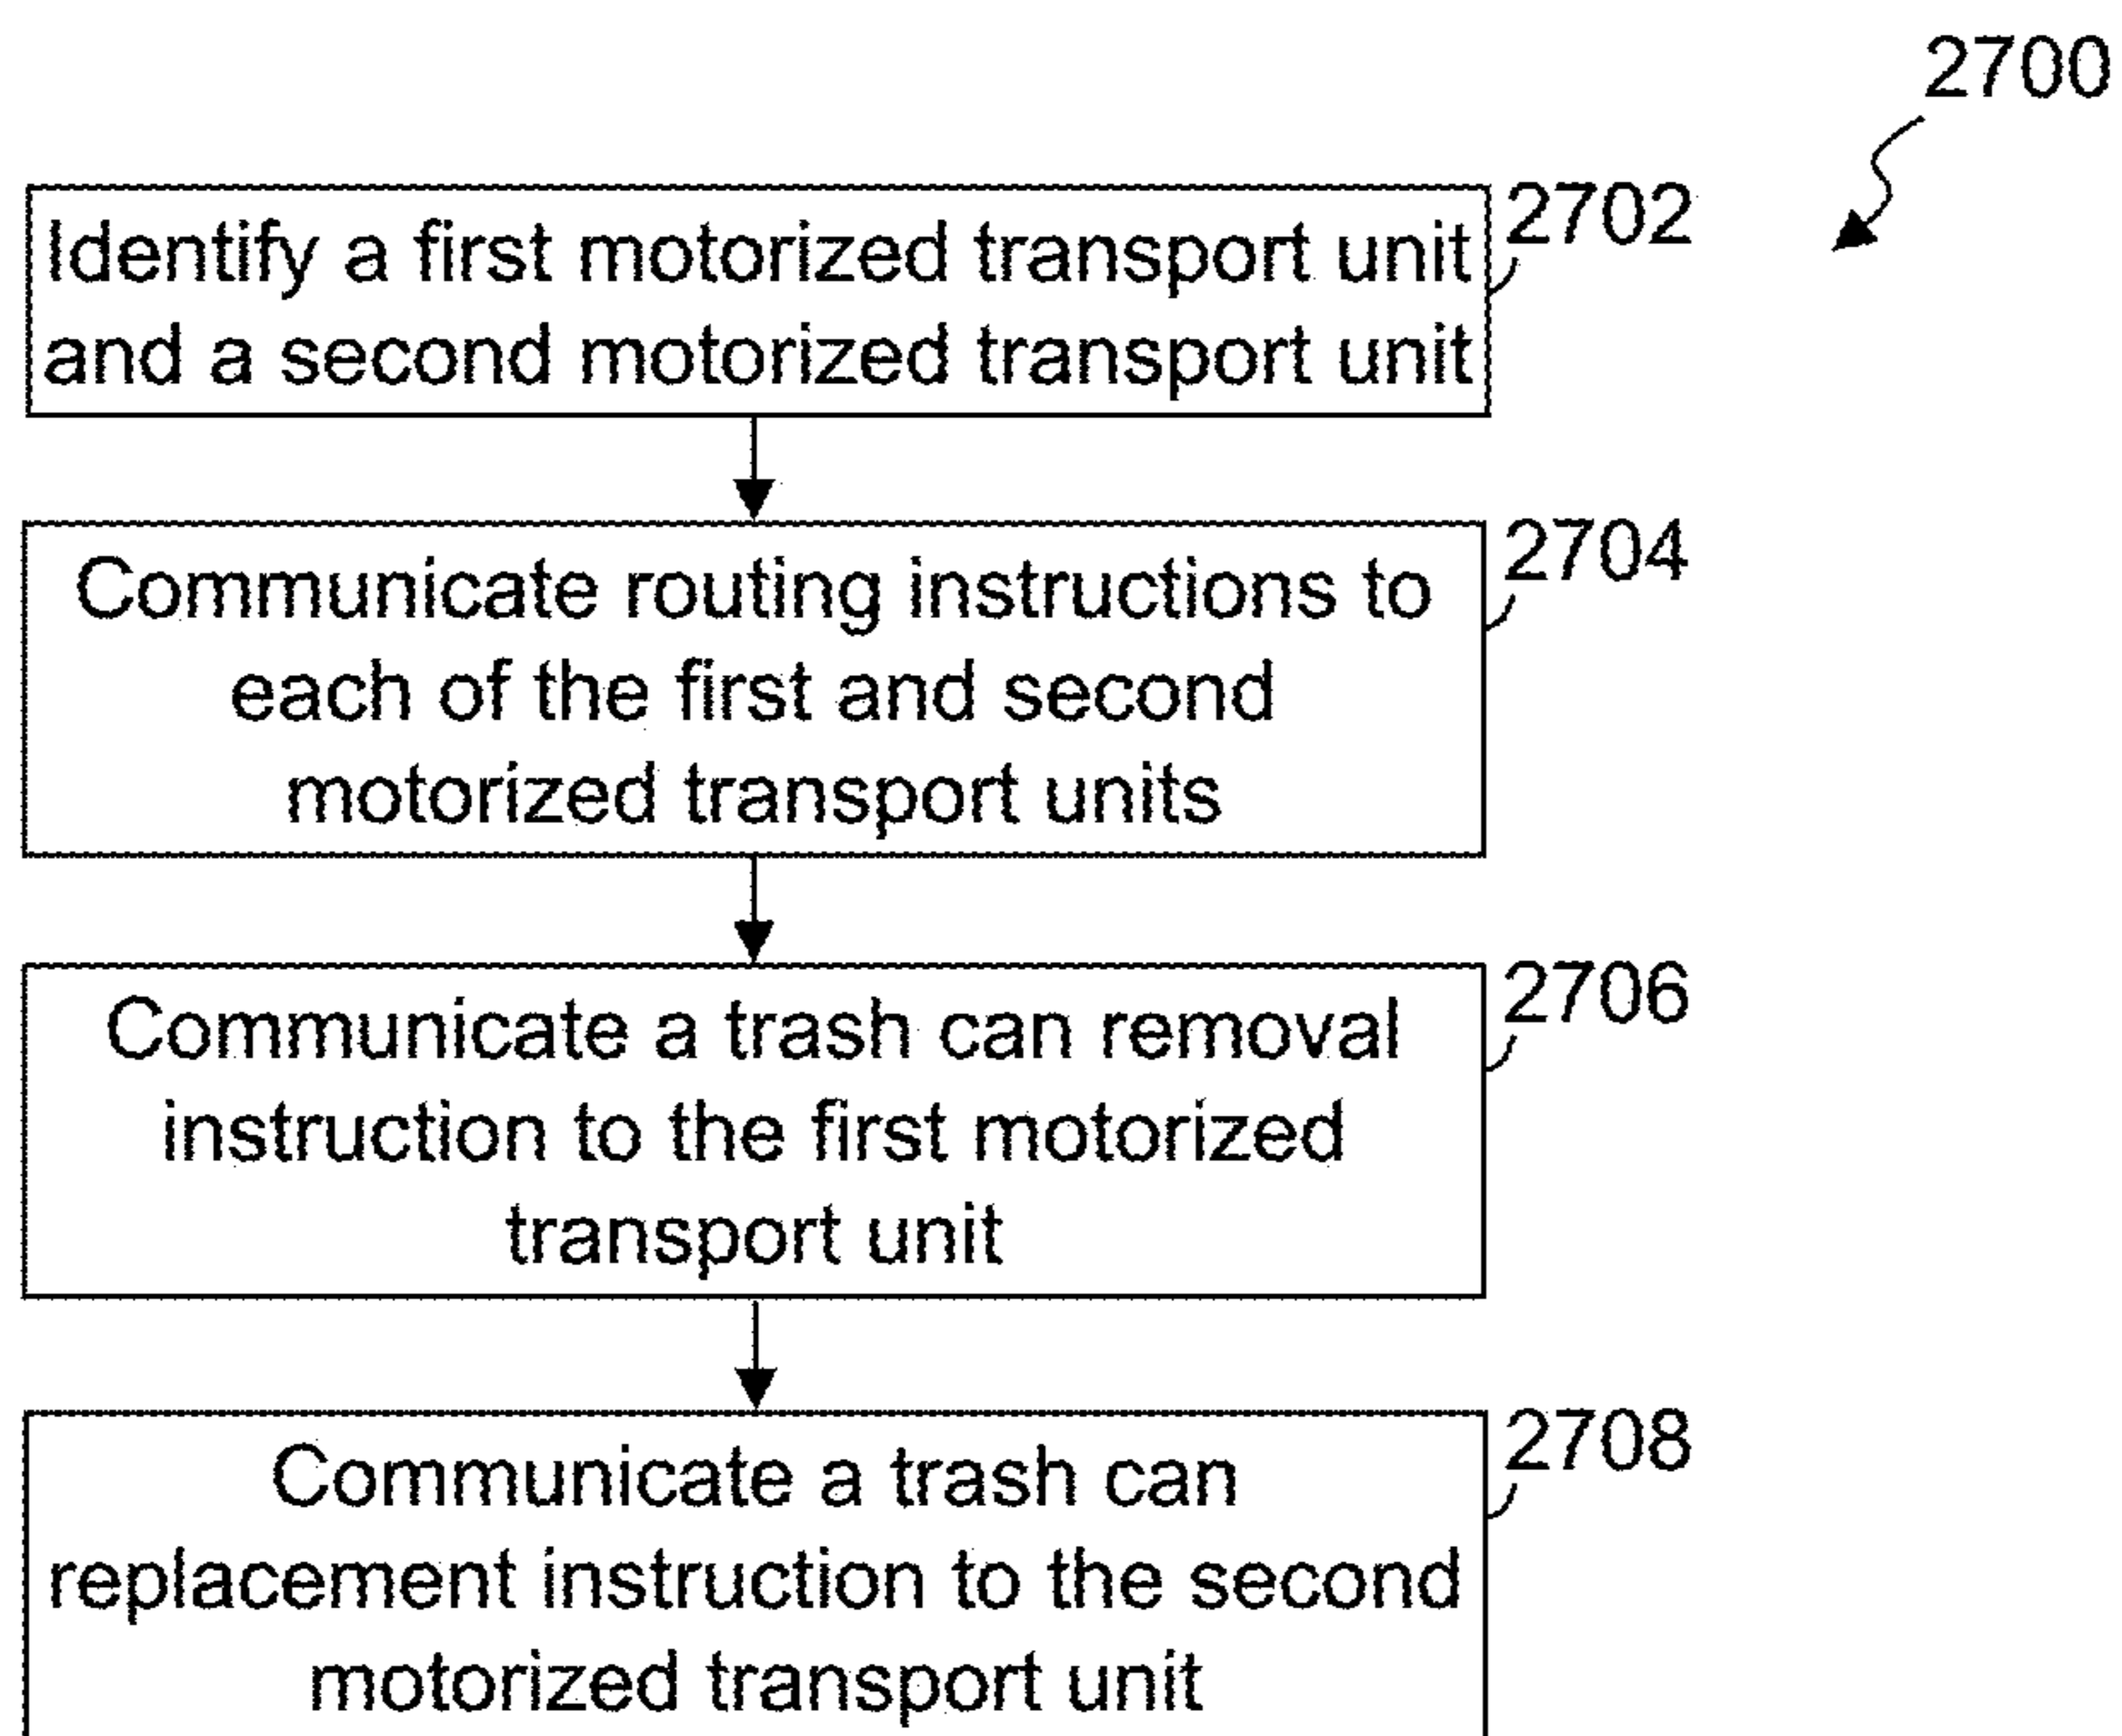 2700
Identify a first motorized transport unit
and a second motorized transport unit
2702
Communicate routing instructions to
each of the first and second
motorized transport units
2704
Communicate a trash can removal
instruction to the first motorized
transport unit
2706
Communicate a trash can
replacement instruction to the second
motorized transport unit
2708